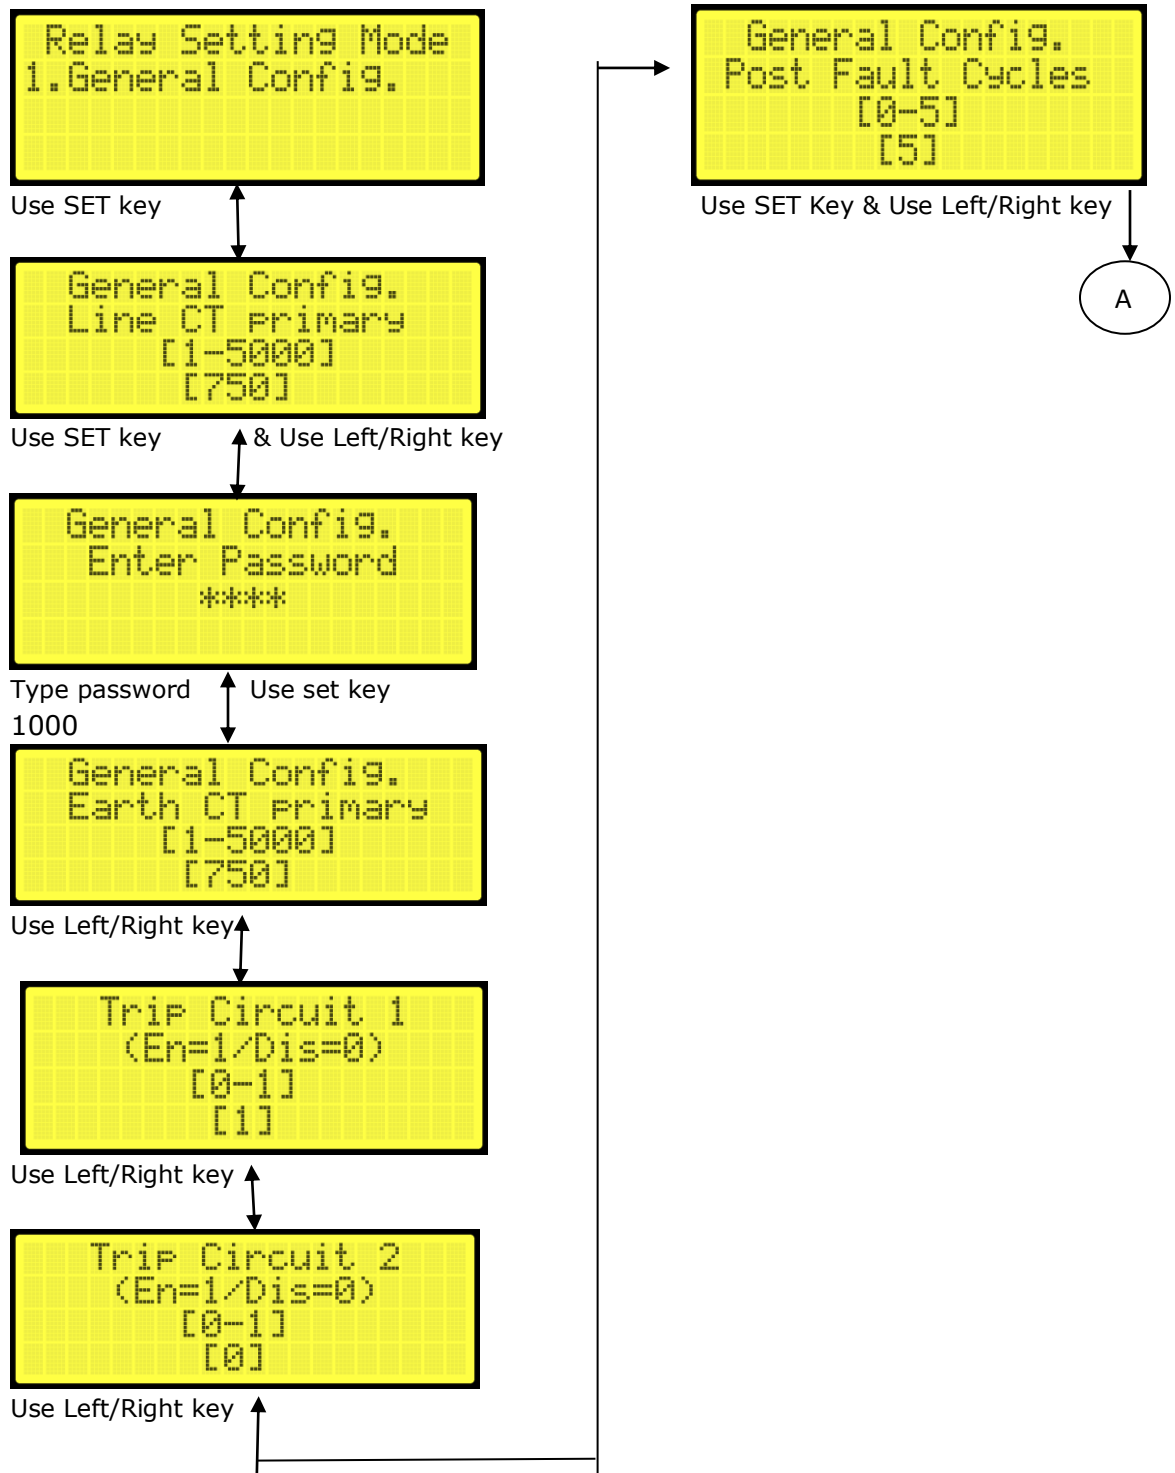 Relay Setting Mode
1.General Config.
Use SET key
General Config.
Line CT primary
[1-5000]
[750]
Use SET key & Use Left/Right key
General Config.
Enter Password
****
Type password Use set key
1000
General Config.
Earth CT primary
[1-5000]
[750]
Use Left/Right key
Trip Circuit 1
(En=1/Dis=0)
[0-1]
[1]
Use Left/Right key
Trip Circuit 2
(En=1/Dis=0)
[0-1]
[0]
Use Left/Right key
General Config.
Post Fault Cycles
[0-5]
[5]
Use SET Key & Use Left/Right key
A